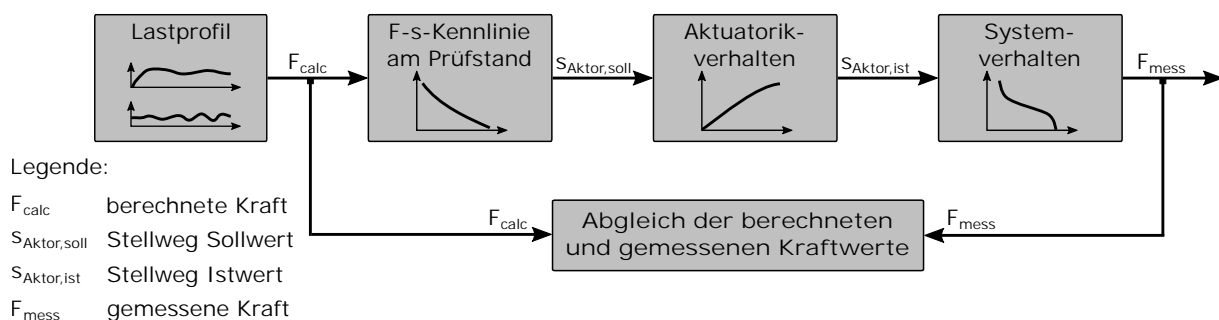 Lastprofil
F-s-Kennlinie
am Prüfstand
Aktuatorik-
verhalten
System-
verhalten
F_calc
s_Aktor,soll
s_Aktor,ist
F_mess
Legende:
F_calc berechnete Kraft
s_Aktor,soll Stellweg Sollwert
s_Aktor,ist Stellweg Istwert
F_mess gemessene Kraft
F_calc
Abgleich der berechneten
und gemessenen Kraftwerte
F_mess